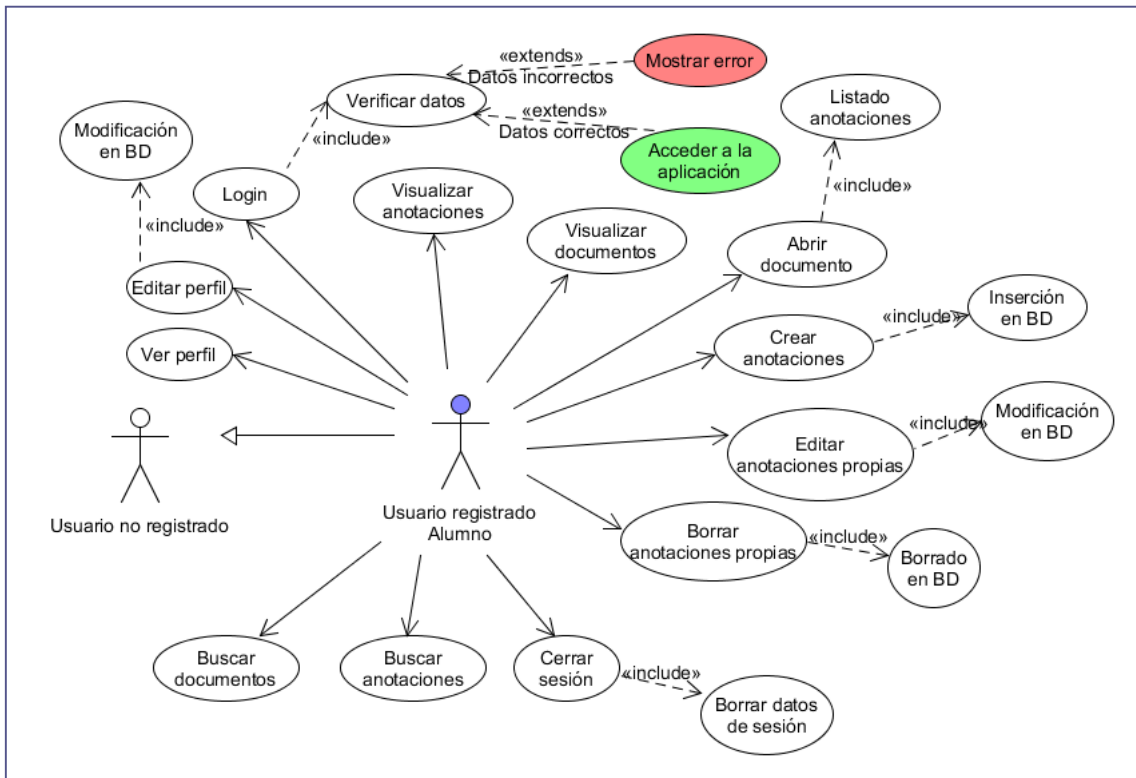 «extends»
Mostrar error
Datos incorrectos
Verificar datos
«extends»
Datos correctos
Acceder a la
aplicación
Listado
anotaciones
Modificación
en BD
«include»
Login
«include»
Visualizar
anotaciones
Visualizar
documentos
«include»
Abrir
documento
Editar perfil
Ver perfil
Crear
anotaciones
«include»
Inserción
en BD
Editar
anotaciones propias
«include»
Modificación
en BD
Usuario no registrado
Usuario registrado
Alumno
Borrar
anotaciones propias
«include»
Borrado
en BD
Buscar
documentos
Buscar
anotaciones
Cerrar
sesión
«include»
Borrar datos
de sesión